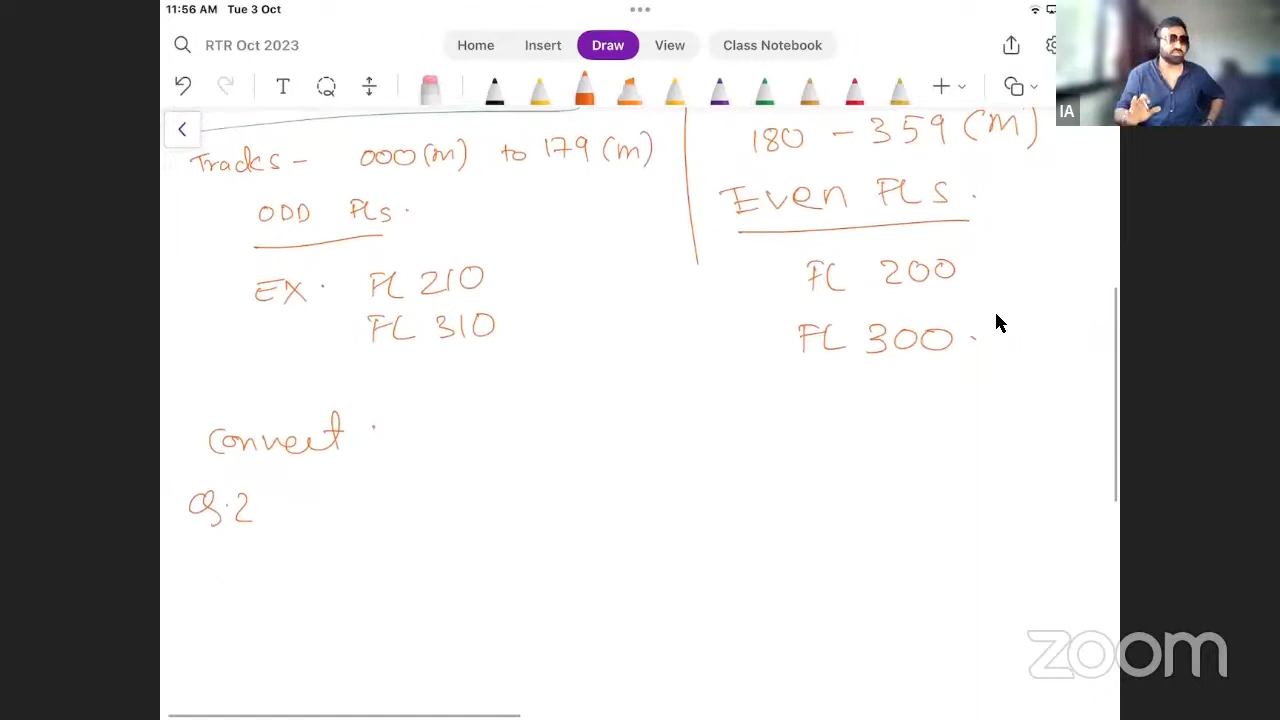 11:56 AM Tue 3 Oct
RTR Oct 2023
Home Insert Draw View Class Notebook
IA
Tracks - 000 (m) to 179 (m)
ODD FLs.
EX. FL 210
FL 310
180 - 359 (M)
Even FLs.
FL 200
FL 300.
Convert
Q.2
zoom